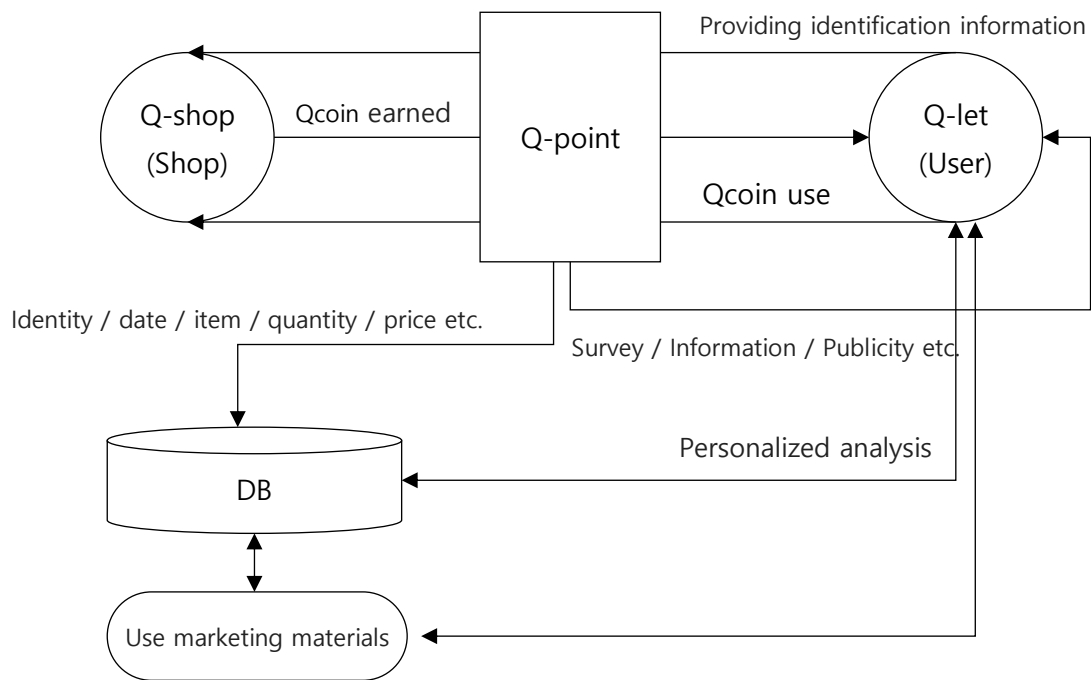 Providing identification information
Q-shop
(Shop)
Qcoin earned
Q-point
Q-let
(User)
Qcoin use
Identity / date / item / quantity / price etc.
Survey / Information / Publicity etc.
Personalized analysis
DB
Use marketing materials